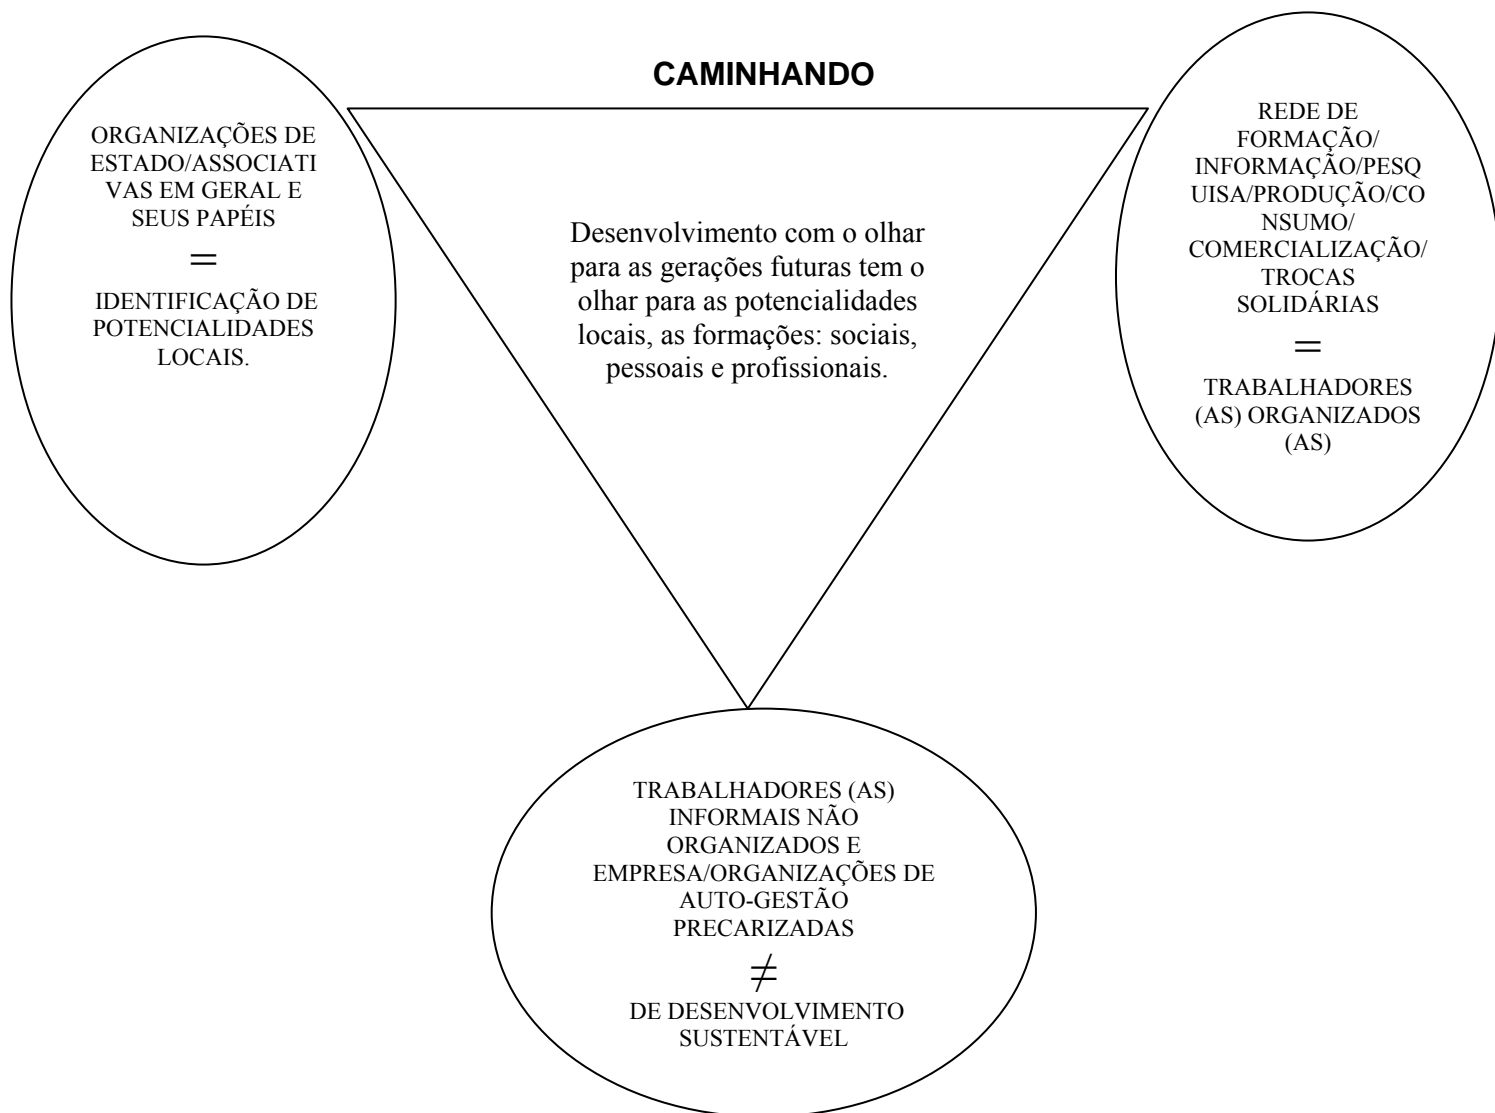 CAMINHANDO
ORGANIZAÇÕES DE
ESTADO/ASSOCIATI
VAS EM GERAL E
SEUS PAPÉIS
=
IDENTIFICAÇÃO DE
POTENCIALIDADES
LOCAIS.
Desenvolvimento com o olhar
para as gerações futuras tem o
olhar para as potencialidades
locais, as formações: sociais,
pessoais e profissionais.
REDE DE
FORMAÇÃO/
INFORMAÇÃO/PESQ
UISA/PRODUÇÃO/CO
NSUMO/
COMERCIALIZAÇÃO/
TROCAS
SOLIDÁRIAS
=
TRABALHADORES
(AS) ORGANIZADOS
(AS)
TRABALHADORES (AS)
INFORMAIS NÃO
ORGANIZADOS E
EMPRESA/ORGANIZAÇÕES DE
AUTO-GESTÃO
PRECARIZADAS
≠
DE DESENVOLVIMENTO
SUSTENTÁVEL